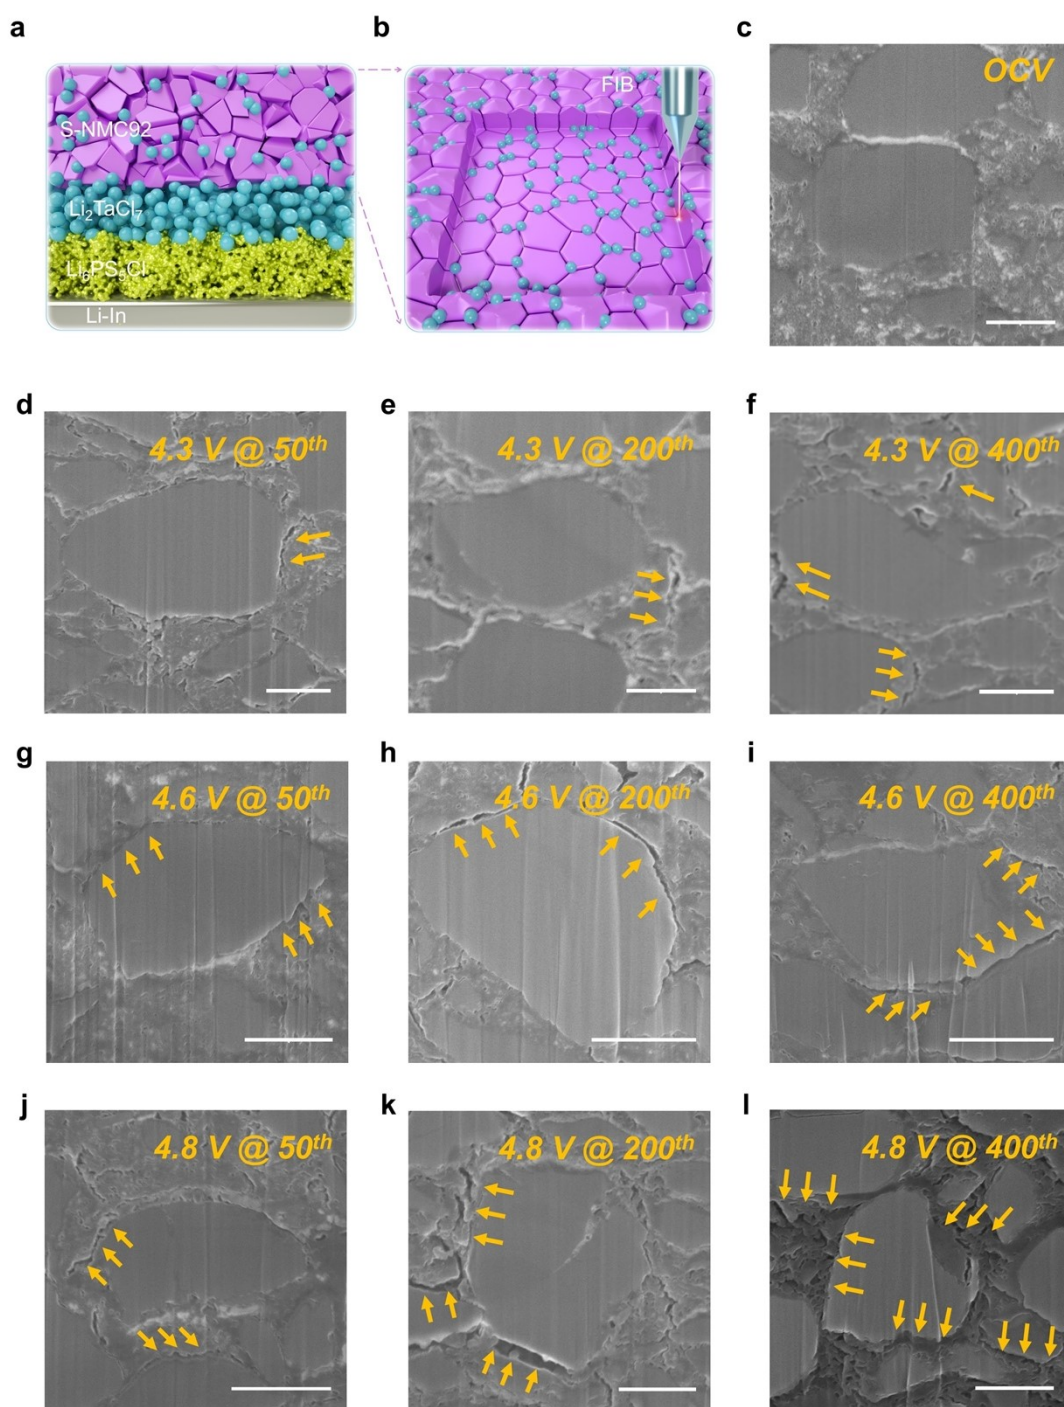 a
b
c
S-NMC92
Li₂TaCl₇
Li₆PS₅Cl
Li-In
FIB
OCV
d
e
f
4.3 V @ 50ᵗʰ
4.3 V @ 200ᵗʰ
4.3 V @ 400ᵗʰ
g
h
i
4.6 V @ 50ᵗʰ
4.6 V @ 200ᵗʰ
4.6 V @ 400ᵗʰ
j
k
l
4.8 V @ 50ᵗʰ
4.8 V @ 200ᵗʰ
4.8 V @ 400ᵗʰ